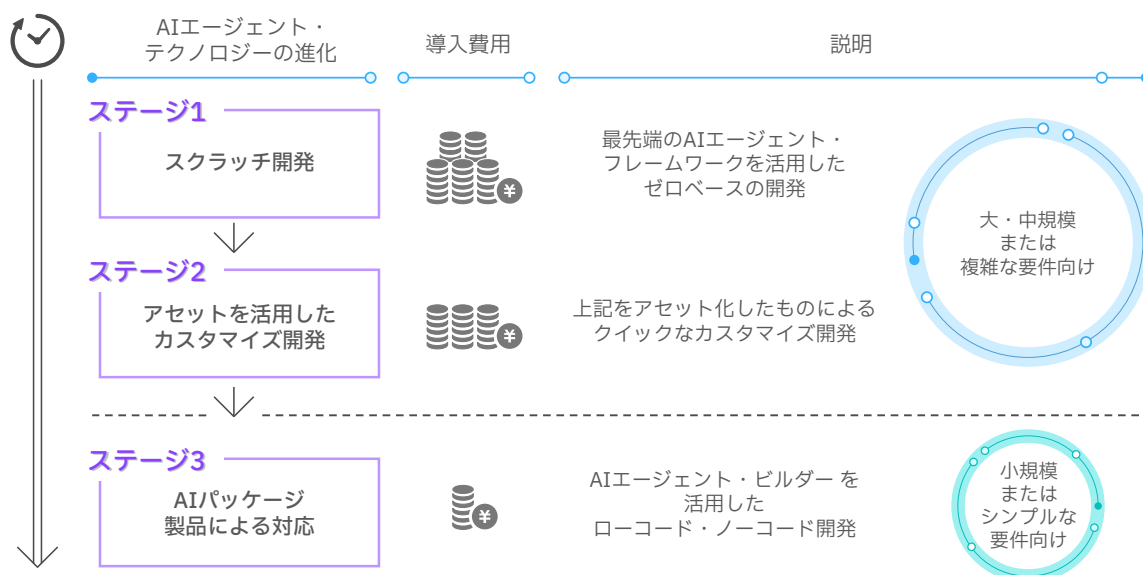 AIエージェント・
テクノロジーの進化
導入費用
説明
ステージ1
スクラッチ開発
¥
最先端のAIエージェント・
フレームワークを活用した
ゼロベースの開発
大・中規模
または
複雑な要件向け
ステージ2
アセットを活用した
カスタマイズ開発
¥
上記をアセット化したものによる
クイックなカスタマイズ開発
ステージ3
AIパッケージ
製品による対応
¥
AIエージェント・ビルダー を
活用した
ローコード・ノーコード開発
小規模
または
シンプルな
要件向け